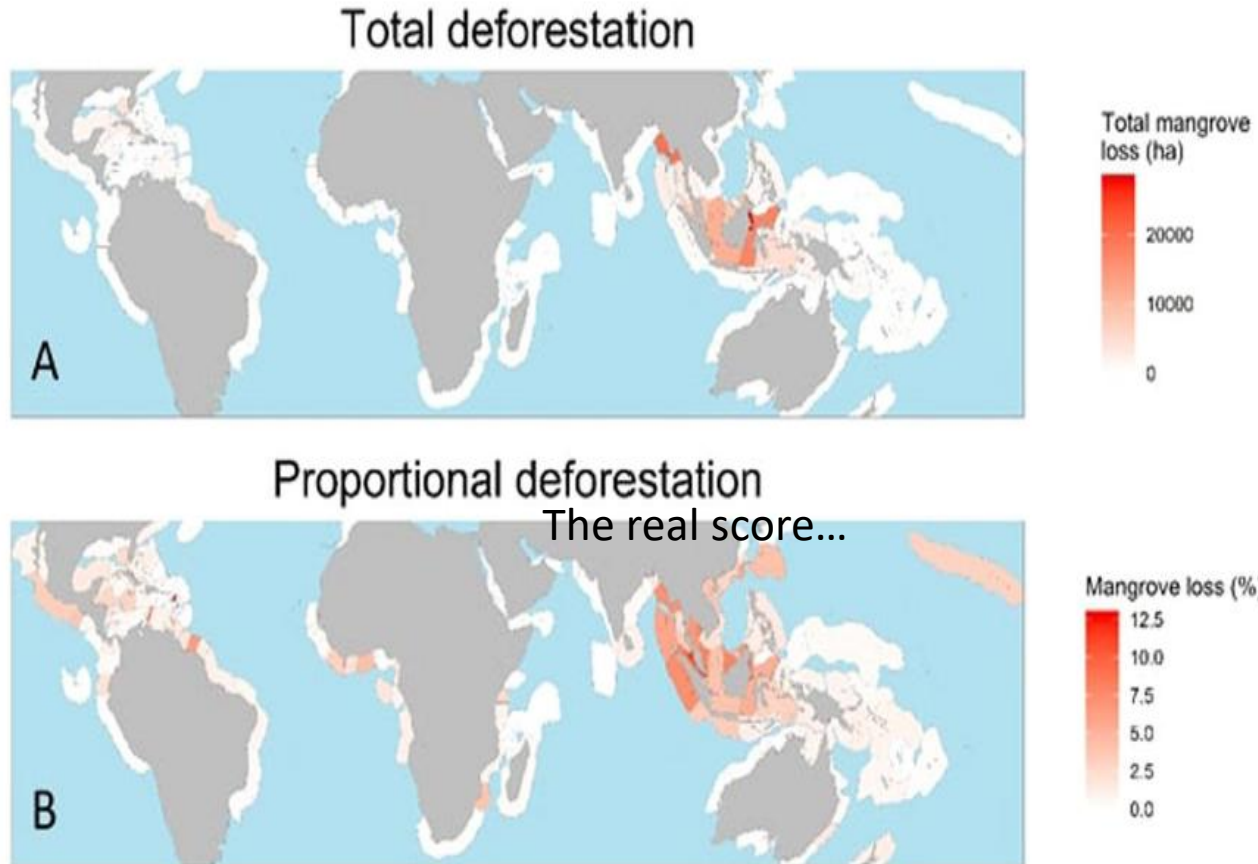 Total deforestation
Total mangrove
loss (ha)
20000
10000
0
A
Proportional deforestation
The real score...
Mangrove loss (%
12.5
10.0
7.5
5.0
2.5
0.0
B